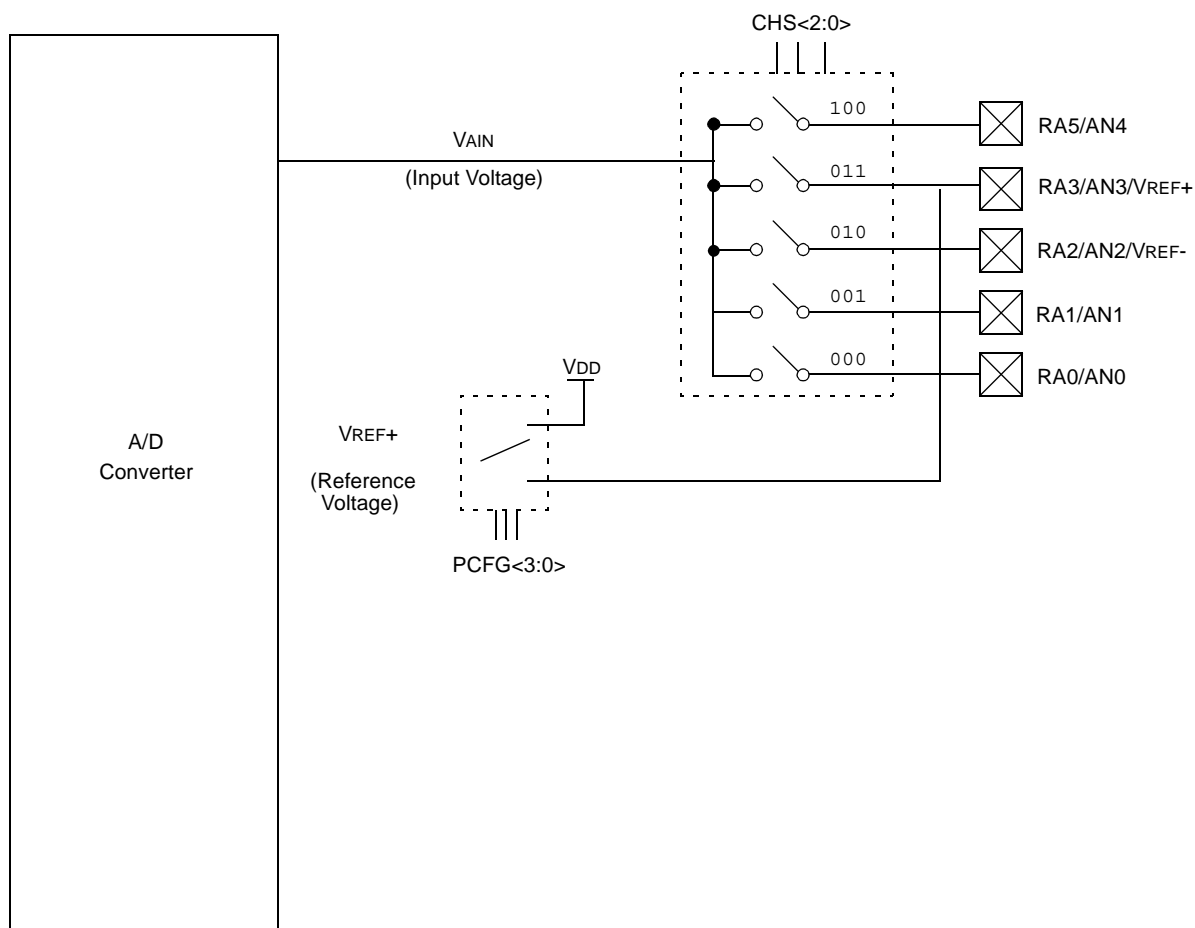 CHS<2:0>
100
RA5/AN4
VAIN
(Input Voltage)
011
RA3/AN3/VREF+
010
RA2/AN2/VREF-
001
RA1/AN1
000
RA0/AN0
VDD
A/D
Converter
VREF+
(Reference
Voltage)
PCFG<3:0>